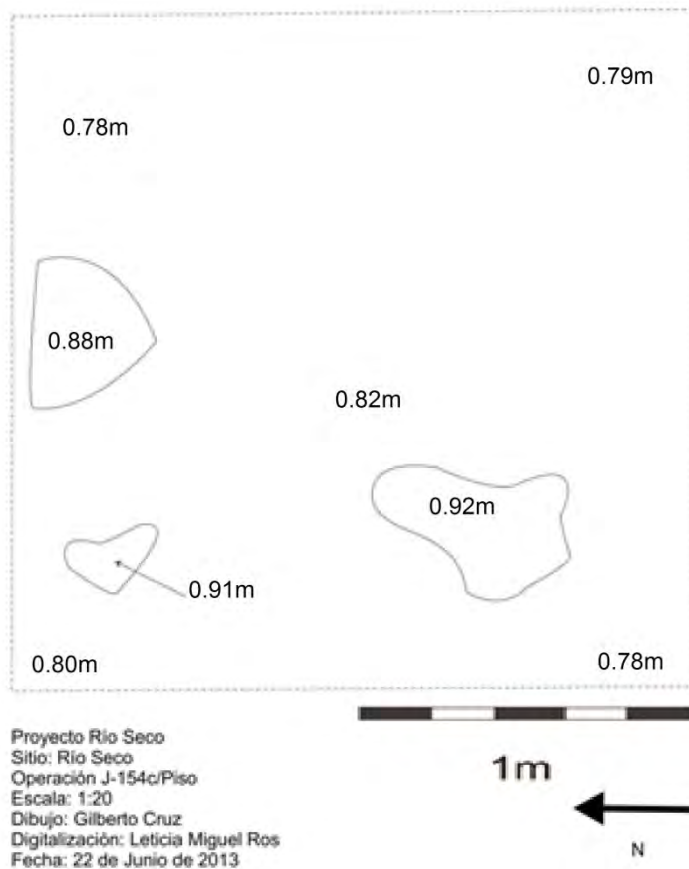 0.79m
0.78m
0.88m
0.82m
0.92m
0.91m
0.80m
0.78m
1m
N
Proyecto Río Seco
Sitio: Río Seco
Operación J-154c/Piso
Escala: 1:20
Dibujo: Gilberto Cruz
Digitalización: Leticia Miguel Ros
Fecha: 22 de Junio de 2013